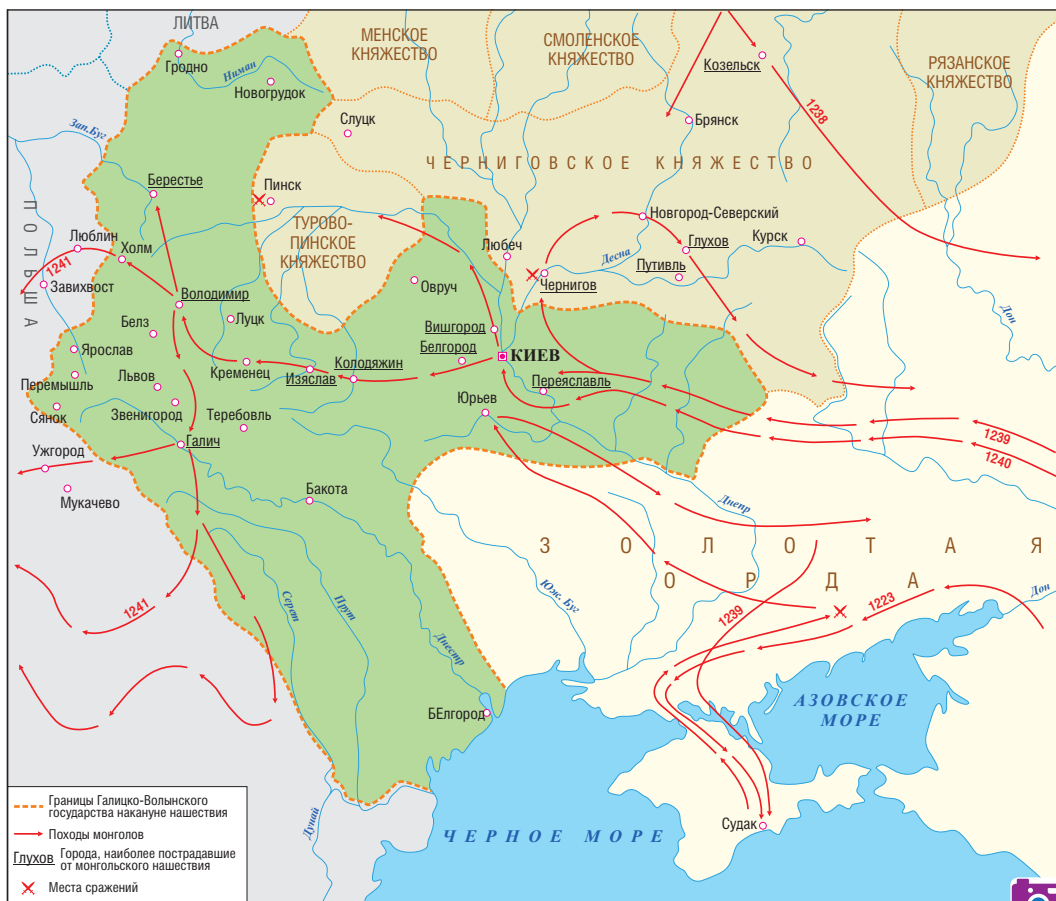 ЛИТВА
МЕНСКОЕ
КНЯЖЕСТВО
СМОЛЕНСКОЕ
КНЯЖЕСТВО
РЯЗАНСКОЕ
КНЯЖЕСТВО
Козельск
Гродно
Ниман
Новогрудок
1238
Слуцк
Брянск
Зап.Буг
ЧЕРНИГОВСКОЕ КНЯЖЕСТВО
Берестье
Пинск
ПОЛЬША
ТУРОВО-
ПИНСКОЕ
КНЯЖЕСТВО
Новгород-Северский
Любеч
Глухов
Курск
Люблин
Холм
1241
Десна
Путивль
Завихвост
Чернигов
Овруч
Володимир
Дон
Луцк
Белз
Вишгород
Белгород
КИЕВ
Ярослав
Кременец
Колодяжин
Изяслав
Перемышль
Львов
Переяславль
Сянок
Звенигород
Теребовль
Юрьев
Галич
1239
Ужгород
1240
Мукачево
Бакота
Днепр
ЗОЛОТАЯ
ОРДА
Юж. Буг
Серет
Прут
1241
1239
1223
Дон
Днестр
БЕлгород
АЗОВСКОЕ
МОРЕ
Дунай
ЧЕРНОЕ МОРЕ
Судак
Границы Галицко-Волынского
государства накануне нашествия
Походы монголов
Глухов Города, наиболее пострадавшие
от монгольского нашествия
Места сражений